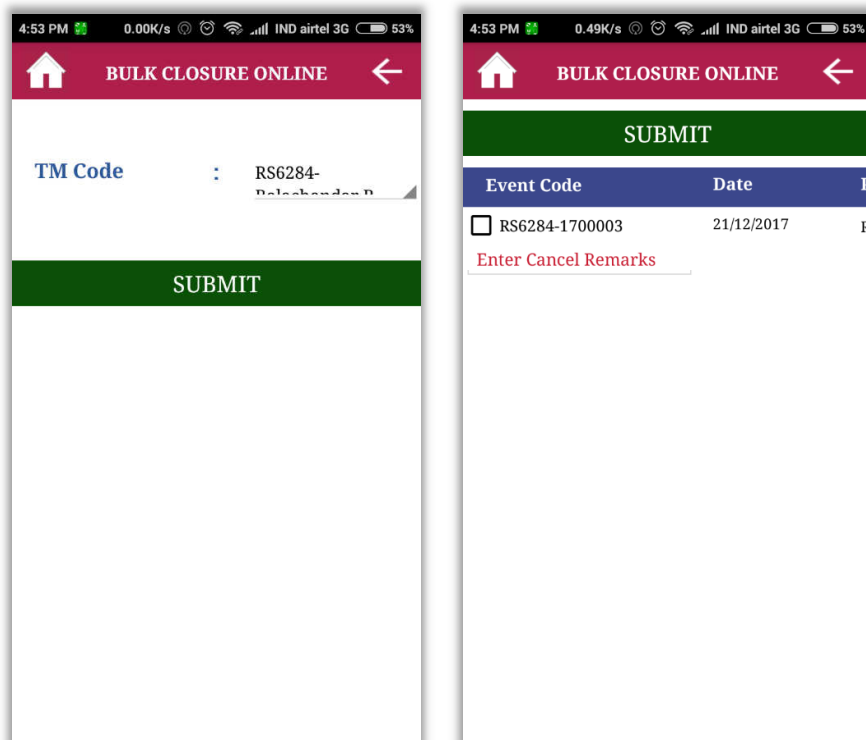 4:53 PM 0.00K/s IND airtel 3G 53%
BULK CLOSURE ONLINE
TM Code : RS6284-
SUBMIT
4:53 PM 0.49K/s IND airtel 3G 53%
BULK CLOSURE ONLINE
SUBMIT
Event Code Date
RS6284-1700003 21/12/2017
Enter Cancel Remarks